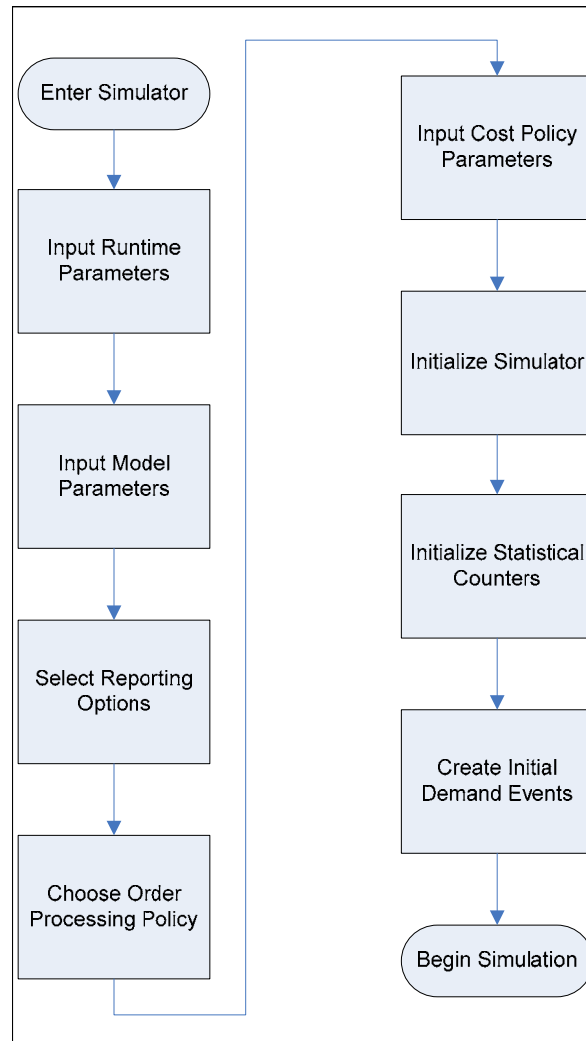 Enter Simulator
Input Runtime
Parameters
Input Model
Parameters
Select Reporting
Options
Choose Order
Processing Policy
Input Cost Policy
Parameters
Initialize Simulator
Initialize Statistical
Counters
Create Initial
Demand Events
Begin Simulation